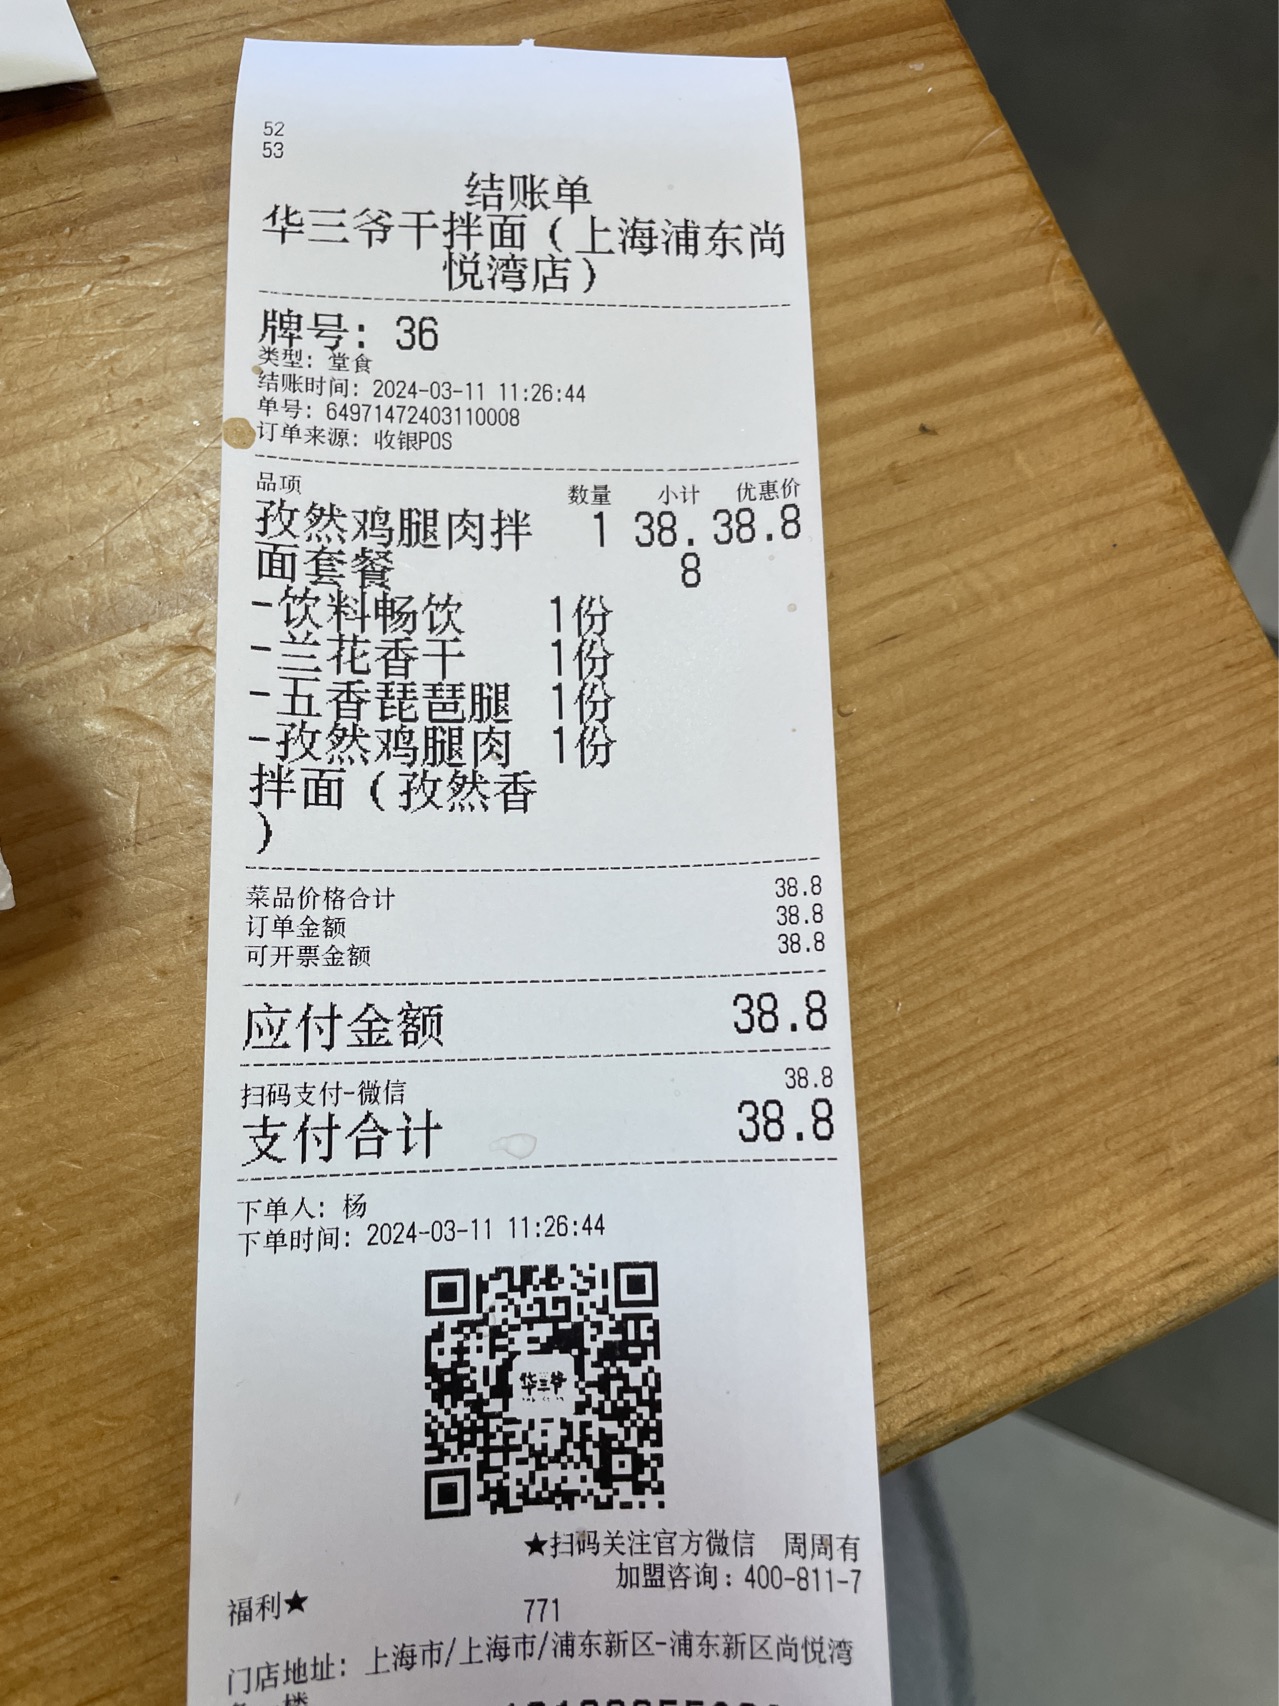 52
53
结账单
华三爷干拌面(上海浦东尚
悦湾店)
牌号: 36
类型: 堂食
结账时间: 2024-03-11 11:26:44
单号: 64971472403110008
订单来源: 收银POS
品项 数量 小计 优惠价
孜然鸡腿肉拌 1 38. 38.8
面套餐 8
-饮料畅饮 1份
-兰花香干 1份
-五香琵琶腿 1份
-孜然鸡腿肉 1份
拌面(孜然香
)
菜品价格合计 38.8
订单金额 38.8
可开票金额 38.8
应付金额 38.8
扫码支付-微信 38.8
支付合计 38.8
下单人: 杨
下单时间: 2024-03-11 11:26:44
华三爷
★扫码关注官方微信 周周有
加盟咨询: 400-811-7
福利★ 771
门店地址: 上海市/上海市/浦东新区-浦东新区尚悦湾
楼